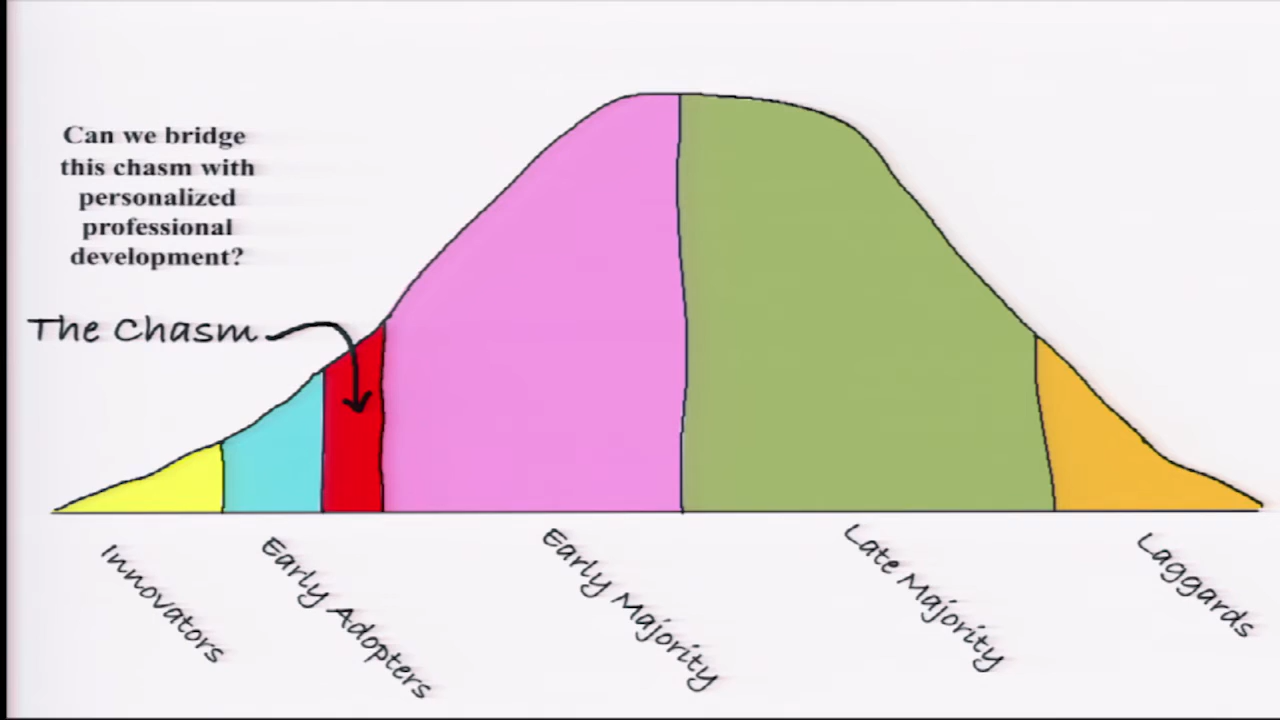 Can we bridge
this chasm with
personalized
professional
development?
The Chasm
Innovators
Early Adopters
Early Majority
Late Majority
Laggards